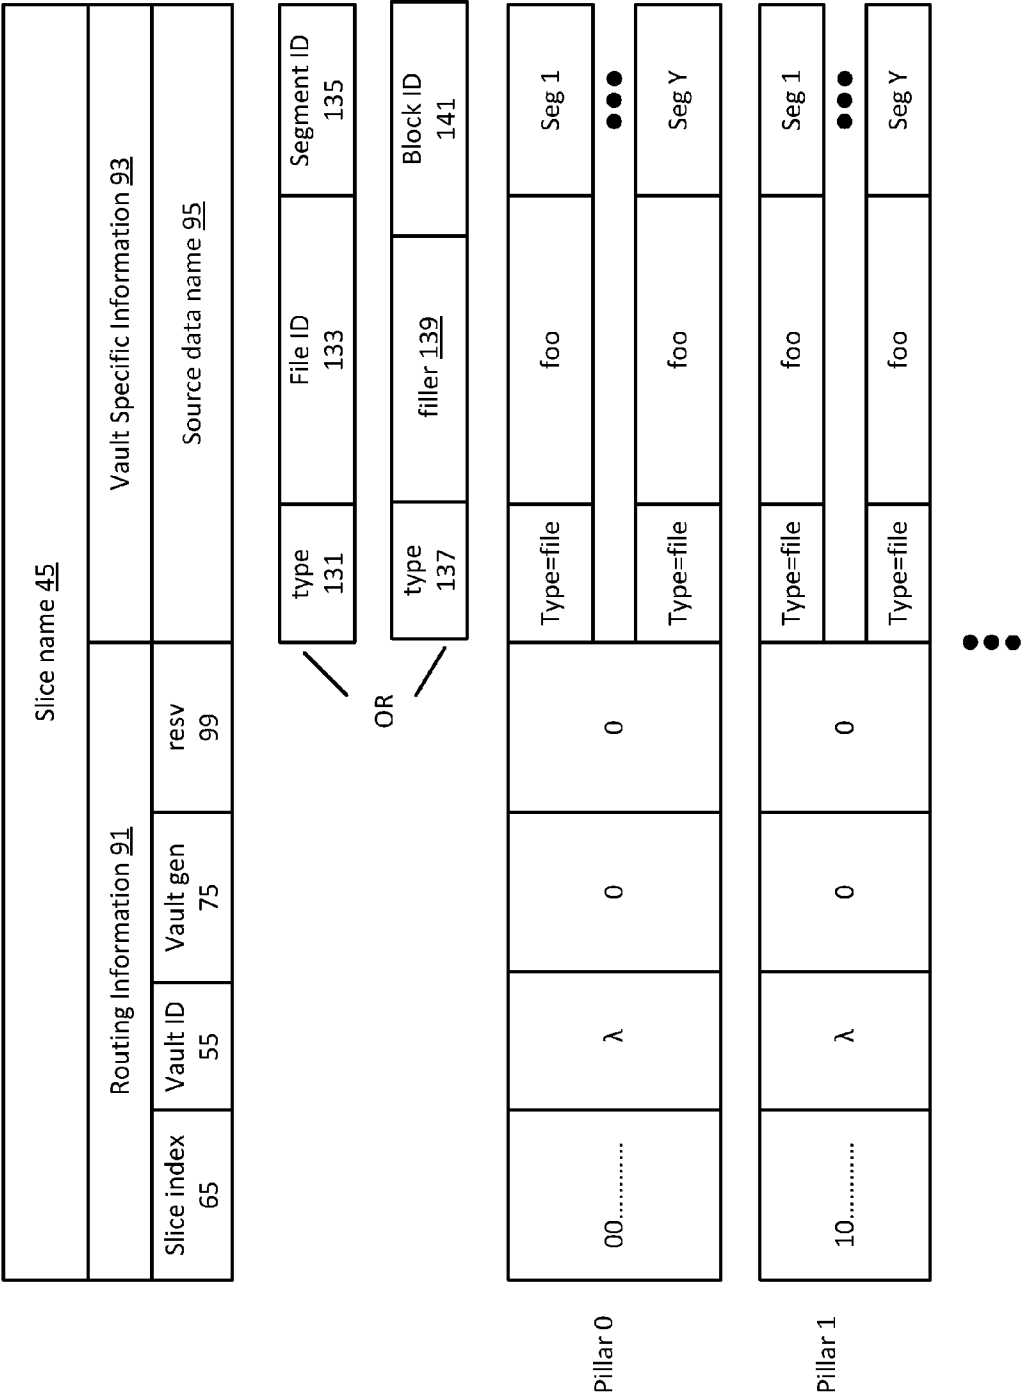 Slice name 45
Routing Information 91
Vault Specific Information 93
Slice index
65
Vault ID
55
Vault gen
75
resv
99
Source data name 95
type
131
File ID
133
Segment ID
135
OR
type
137
filler 139
Block ID
141
Pillar 0
00............
λ
0
0
Type=file
foo
Seg 1
Type=file
foo
Seg Y
Pillar 1
10............
λ
0
0
Type=file
foo
Seg 1
Type=file
foo
Seg Y